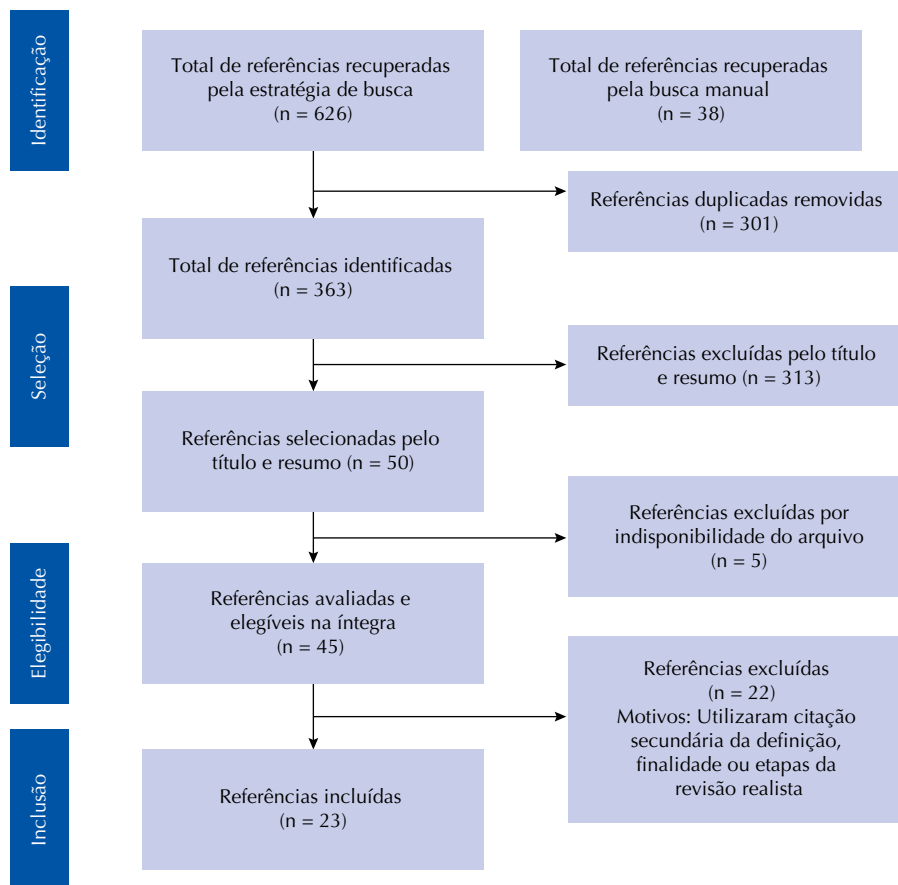 Identificação
Total de referências recuperadas
pela estratégia de busca
(n = 626)
Total de referências recuperadas
pela busca manual
(n = 38)
Referências duplicadas removidas
(n = 301)
Total de referências identificadas
(n = 363)
Seleção
Referências excluídas pelo título
e resumo (n = 313)
Referências selecionadas pelo
título e resumo (n = 50)
Referências excluídas por
indisponibilidade do arquivo
(n = 5)
Elegibilidade
Referências avaliadas e
elegíveis na íntegra
(n = 45)
Referências excluídas
(n = 22)
Motivos: Utilizaram citação
secundária da definição,
finalidade ou etapas da
revisão realista
Inclusão
Referências incluídas
(n = 23)